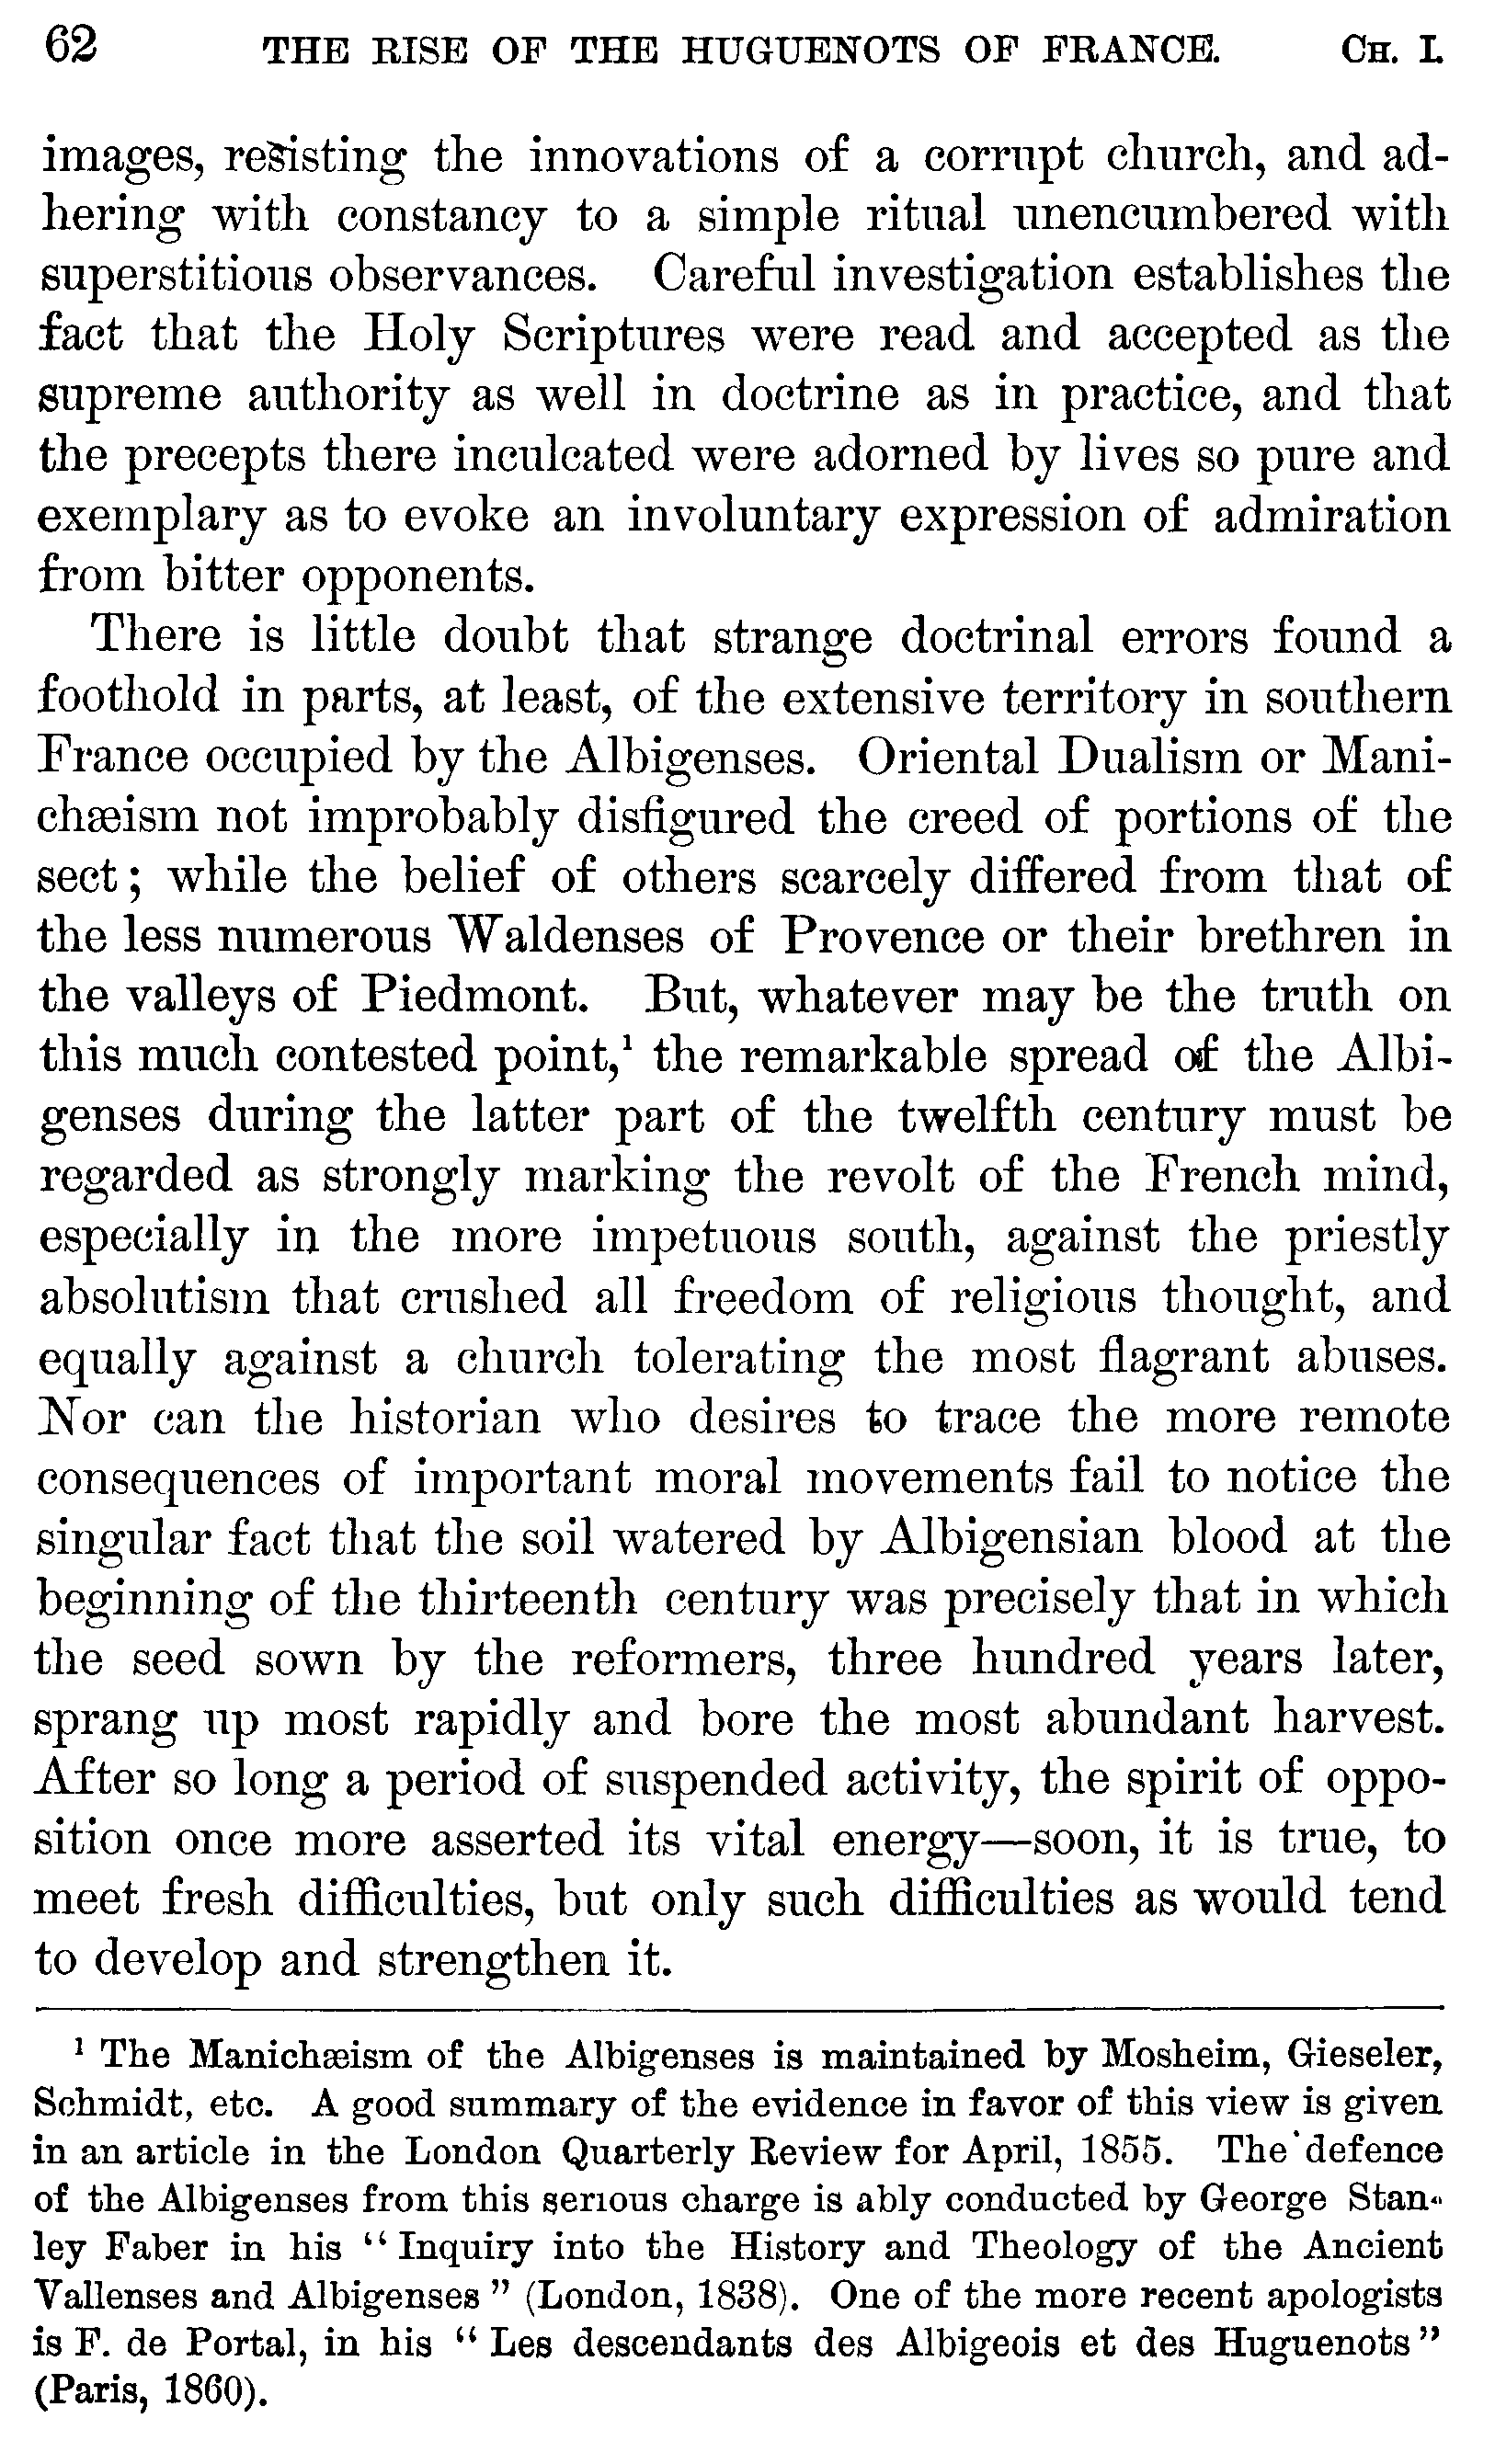 62 THE RISE OF THE HUGUENOTS OF FRANCE. CH. I.
images, resisting the innovations of a corrupt church, and ad-
hering with constancy to a simple ritual unencumbered with
superstitious observances. Careful investigation establishes the
fact that the Holy Scriptures were read and accepted as the
supreme authority as well in doctrine as in practice, and that
the precepts there inculcated were adorned by lives so pure and
exemplary as to evoke an involuntary expression of admiration
from bitter opponents.
There is little doubt that strange doctrinal errors found a
foothold in parts, at least, of the extensive territory in southern
France occupied by the Albigenses. Oriental Dualism or Mani-
chæism not improbably disfigured the creed of portions of the
sect; while the belief of others scarcely differed from that of
the less numerous Waldenses of Provence or their brethren in
the valleys of Piedmont. But, whatever may be the truth on
this much contested point,¹ the remarkable spread of the Albi-
genses during the latter part of the twelfth century must be
regarded as strongly marking the revolt of the French mind,
especially in the more impetuous south, against the priestly
absolutism that crushed all freedom of religious thought, and
equally against a church tolerating the most flagrant abuses.
Nor can the historian who desires to trace the more remote
consequences of important moral movements fail to notice the
singular fact that the soil watered by Albigensian blood at the
beginning of the thirteenth century was precisely that in which
the seed sown by the reformers, three hundred years later,
sprang up most rapidly and bore the most abundant harvest.
After so long a period of suspended activity, the spirit of oppo-
sition once more asserted its vital energy—soon, it is true, to
meet fresh difficulties, but only such difficulties as would tend
to develop and strengthen it.
¹ The Manichæism of the Albigenses is maintained by Mosheim, Gieseler,
Schmidt, etc. A good summary of the evidence in favor of this view is given
in an article in the London Quarterly Review for April, 1855. The defence
of the Albigenses from this serious charge is ably conducted by George Stan-
ley Faber in his "Inquiry into the History and Theology of the Ancient
Vallenses and Albigenses" (London, 1838). One of the more recent apologists
is F. de Portal, in his "Les descendants des Albigeois et des Huguenots"
(Paris, 1860).